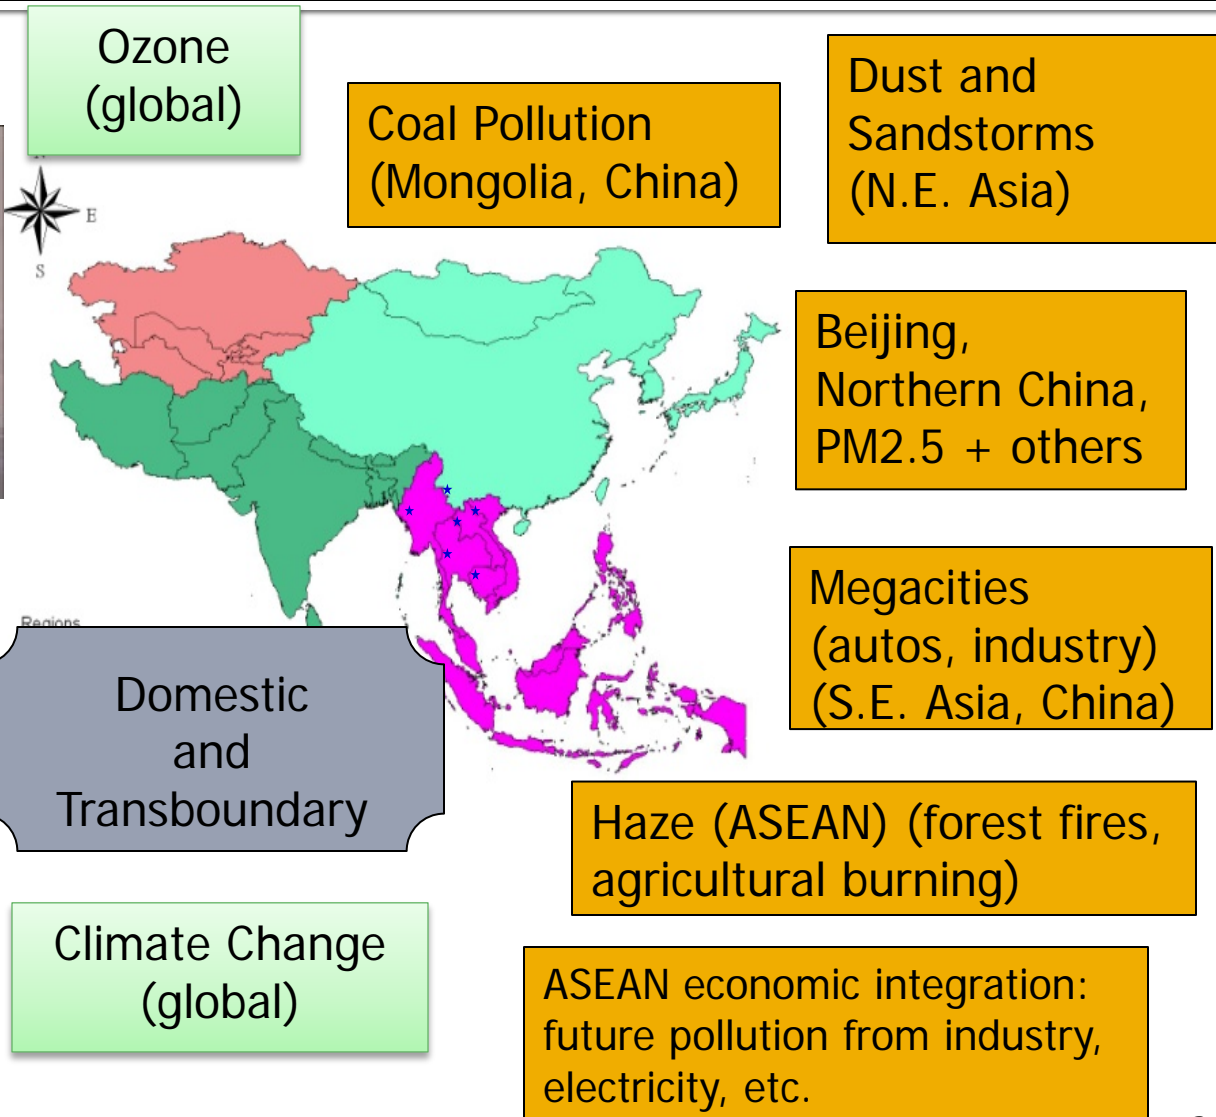 Ozone
(global)
Coal Pollution
(Mongolia, China)
Dust and
Sandstorms
(N.E. Asia)
E
S
Beijing,
Northern China,
PM2.5 + others
Regions
Megacities
(autos, industry)
(S.E. Asia, China)
Domestic
and
Transboundary
Haze (ASEAN) (forest fires,
agricultural burning)
Climate Change
(global)
ASEAN economic integration:
future pollution from industry,
electricity, etc.